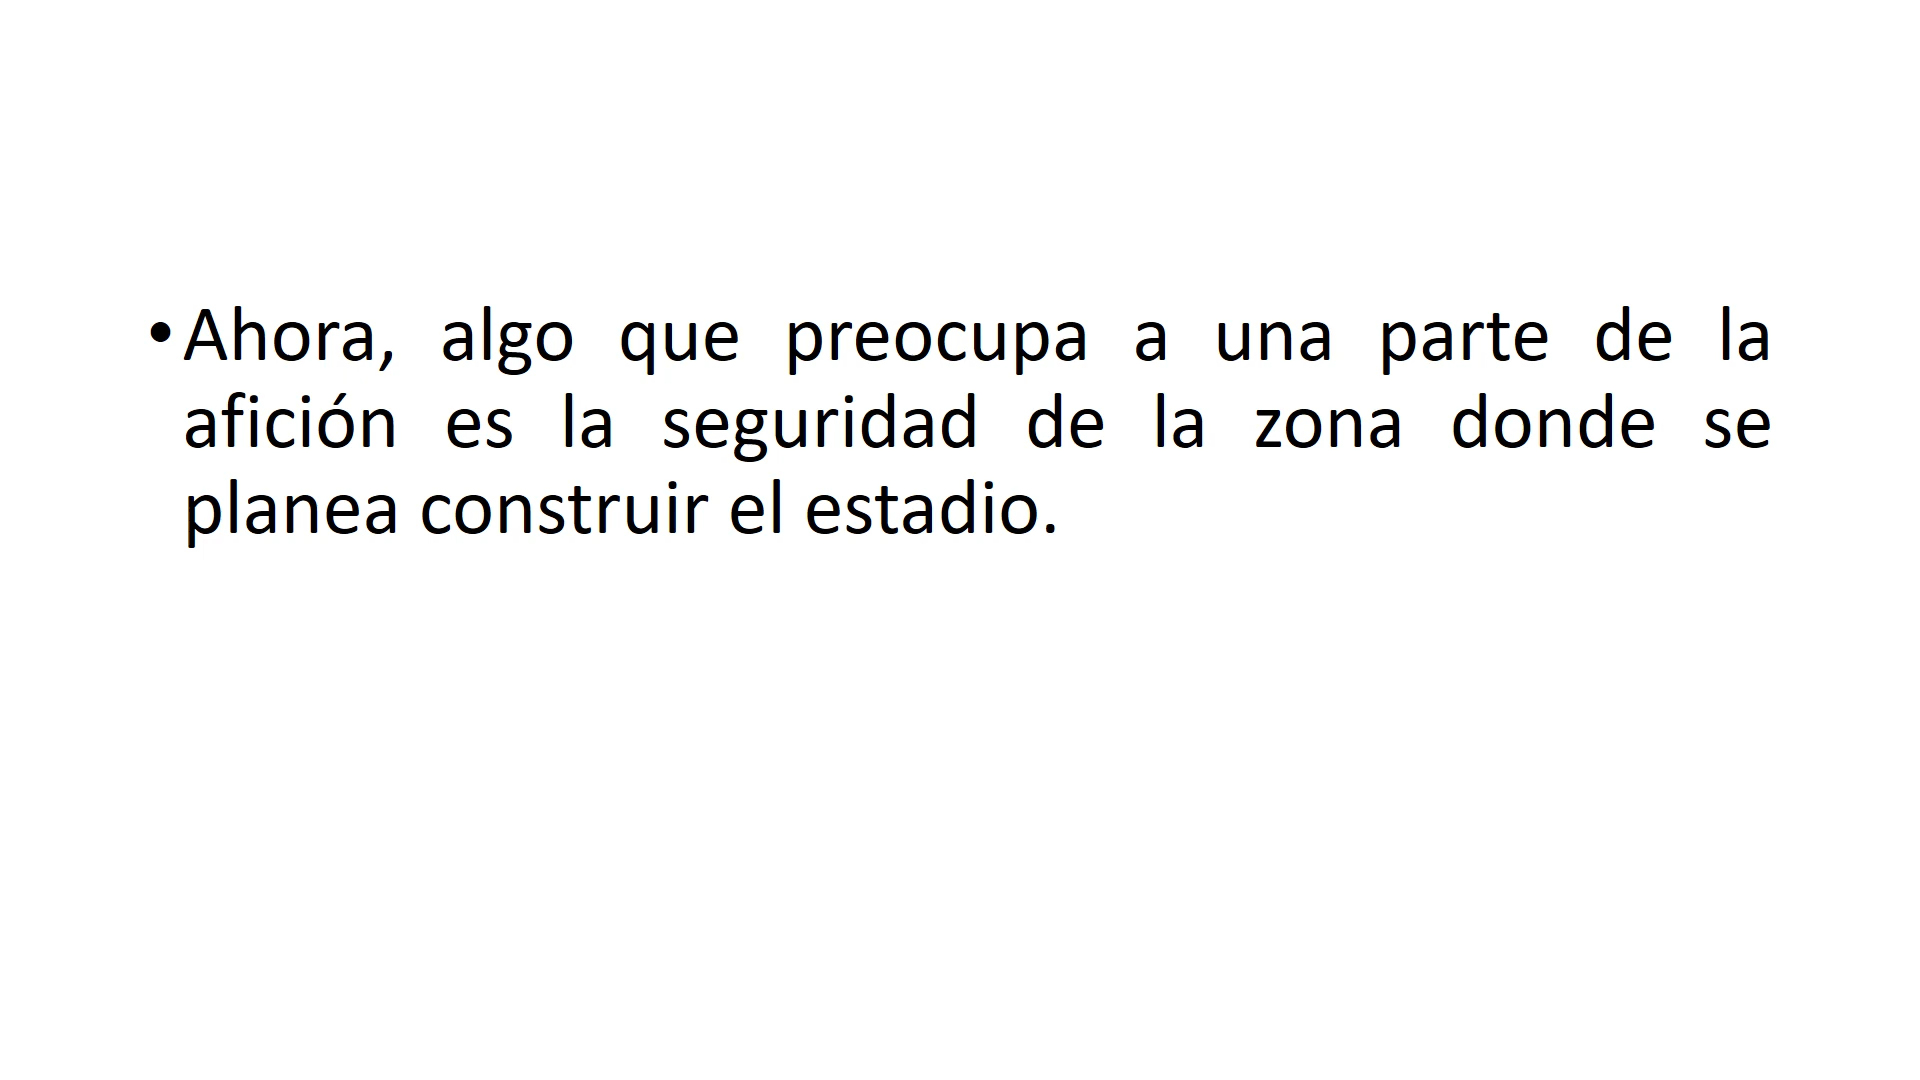 •Ahora, algo que preocupa a una parte de la
afición es la seguridad de la zona donde se
planea construir el estadio.